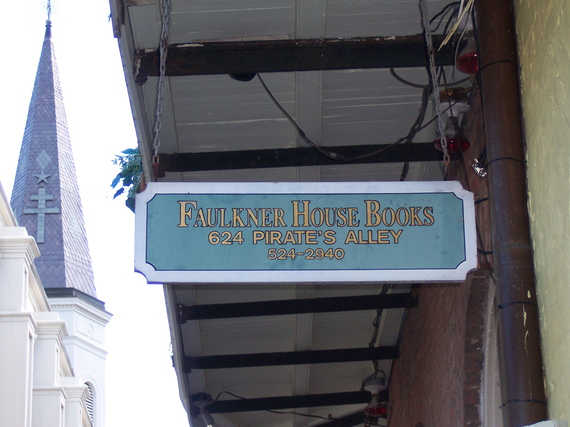 Faulkner House Books
624 PIRATE'S ALLEY
524-2940